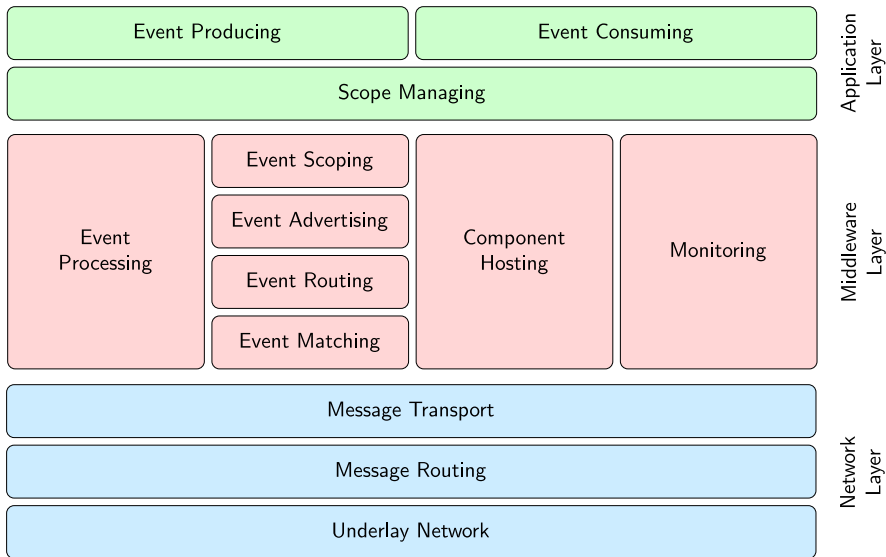 Event Producing
Event Consuming
Application
Layer
Scope Managing
Event
Processing
Event Scoping
Event Advertising
Event Routing
Event Matching
Component
Hosting
Monitoring
Middleware
Layer
Message Transport
Message Routing
Underlay Network
Network
Layer